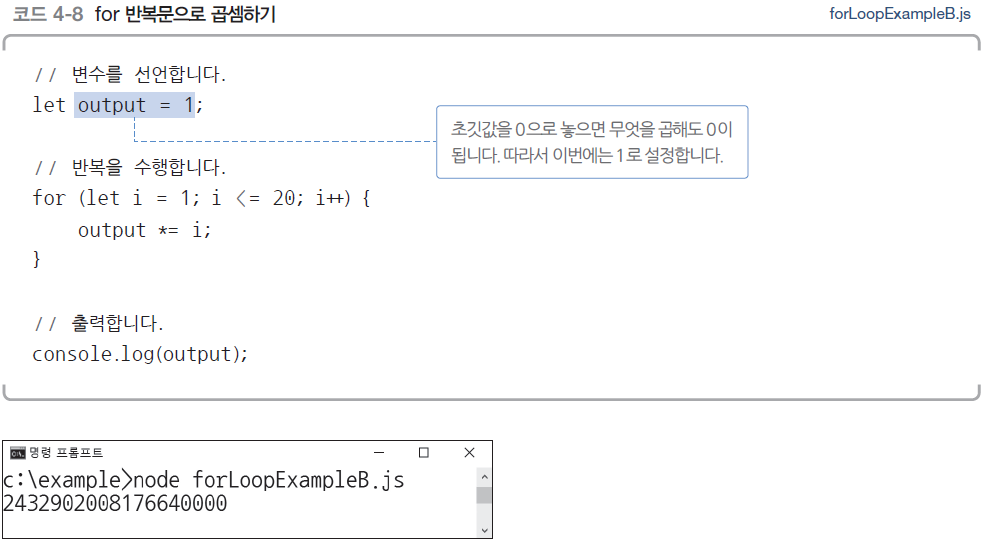 코드 4-8 for 반복문으로 곱셈하기
forLoopExampleB.js
// 변수를 선언합니다.
let output = 1;
초깃값을 0으로 놓으면 무엇을 곱해도 0이
됩니다. 따라서 이번에는 1로 설정합니다.
// 반복을 수행합니다.
for (let i = 1; i <= 20; i++) {
    output *= i;
}
// 출력합니다.
console.log(output);
명령 프롬프트
c:\example>node forLoopExampleB.js
2432902008176640000